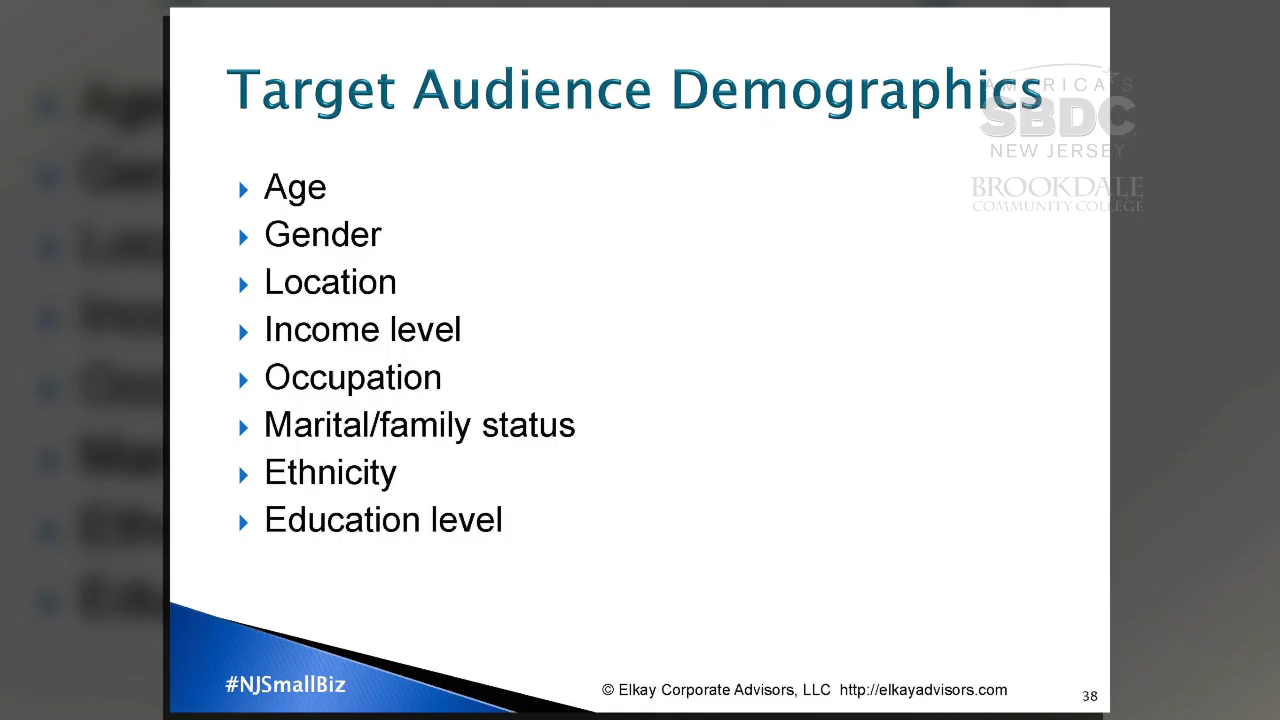 Target Audience Demographics
AMERICA'S
SBDC
NEW JERSEY
BROOKDALE
COMMUNITY COLLEGE
Age
Gender
Location
Income level
Occupation
Marital/family status
Ethnicity
Education level
#NJSmallBiz
© Elkay Corporate Advisors, LLC http://elkayadvisors.com
38